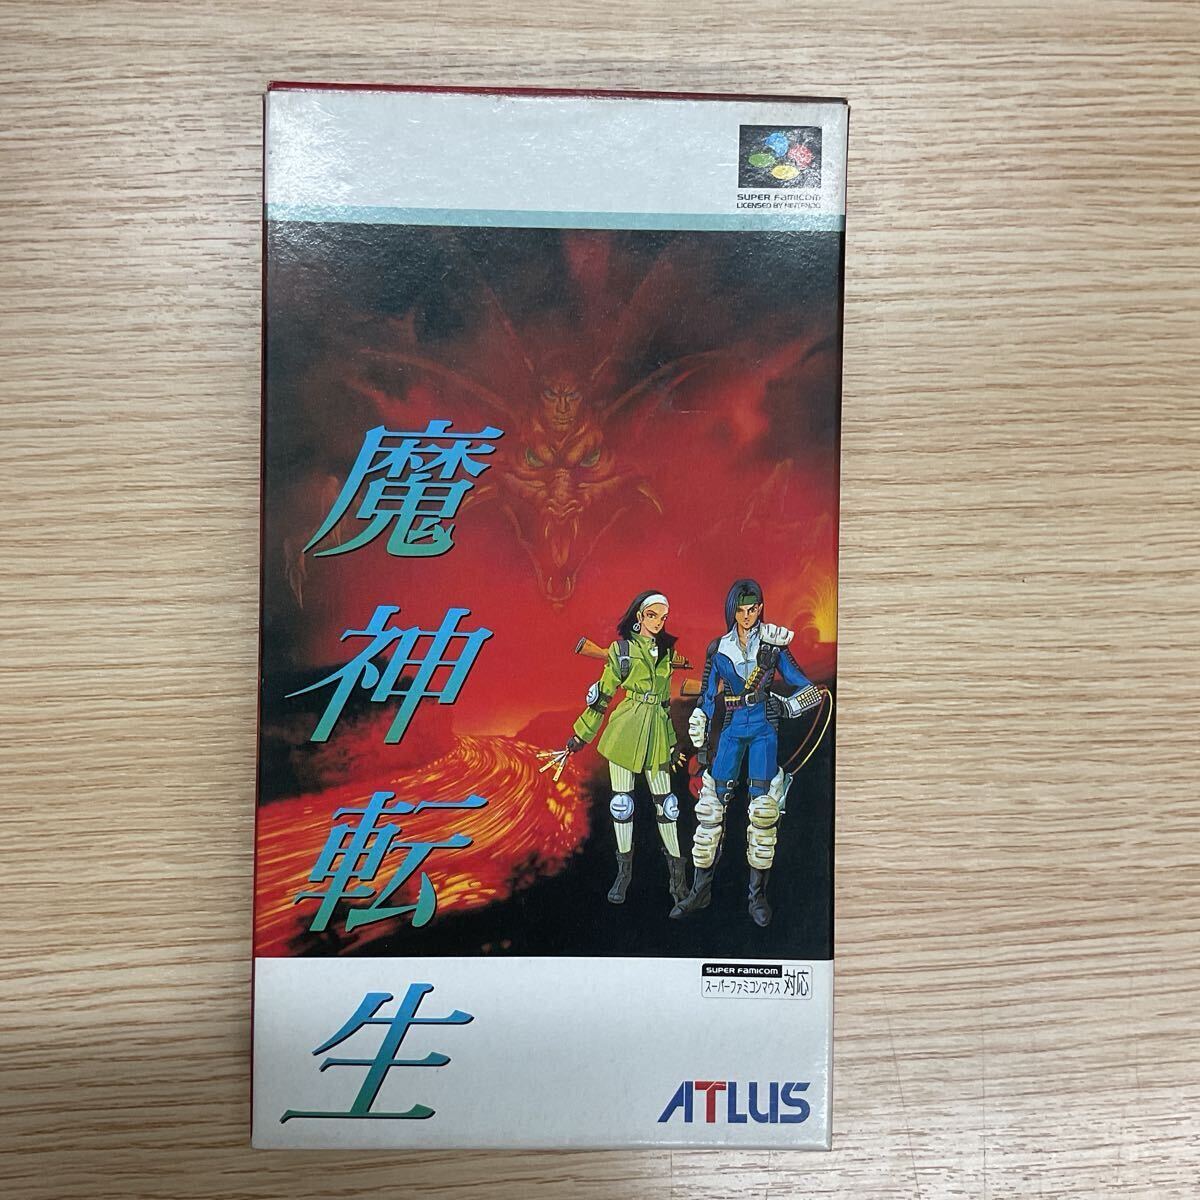 SUPER FAMICOM
LICENSED BY NINTENDO
魔神転生
SUPER FAMICOM
スーパーファミコンマウス 対応
ATLUS